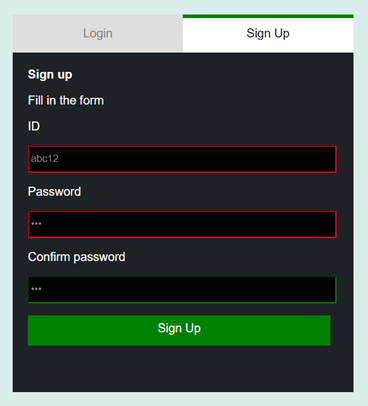 Login
Sign Up
Sign up
Fill in the form
ID
abc12
Password
•••
Confirm password
•••
Sign Up